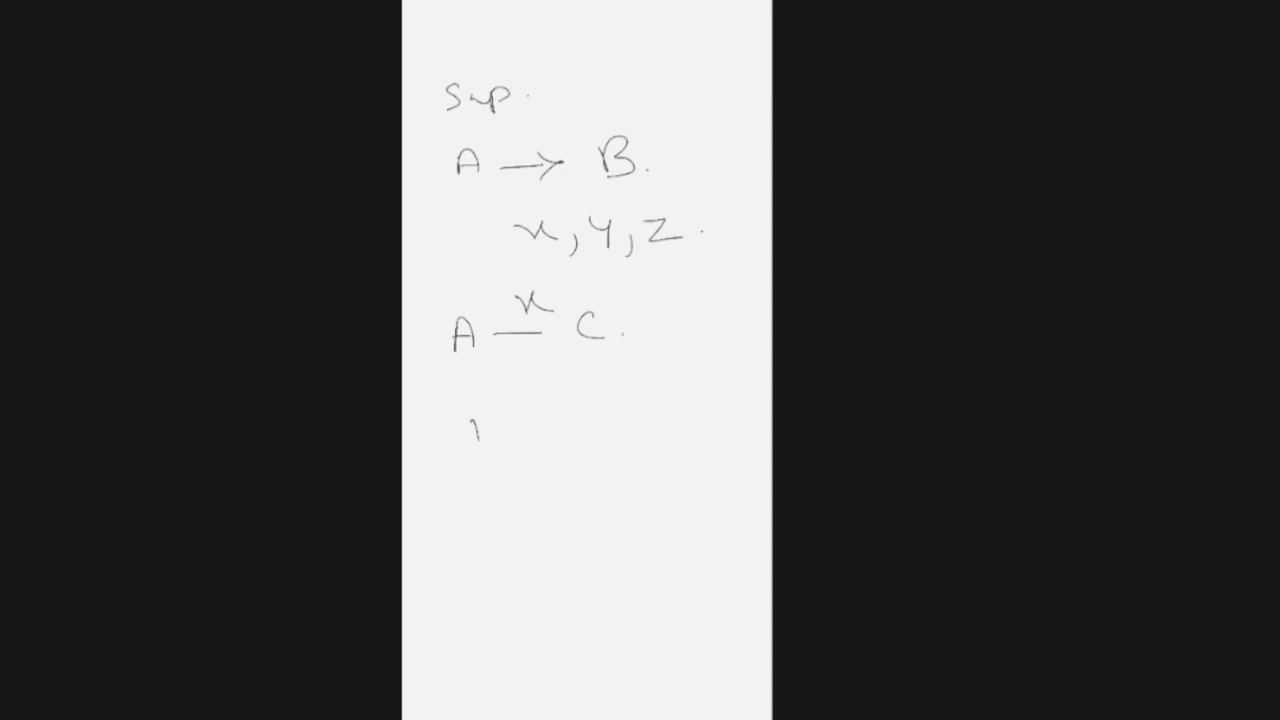 Sup.
A → B.
x, y, z.
x
A — C.